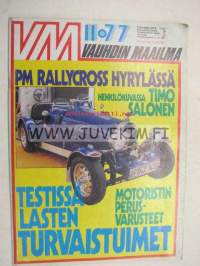 VM
11•77
VAUHDIN MAAILMA
PM RALLYCROSS HYRYLÄSSÄ
HENKILÖKUVASSA TIMO
SALONEN
WWW.JUVEKIM.FI
TESTISSÄ
LASTEN
TURVAISTUIMET
MOTORISTIN
PERUS-
VARUSTEET